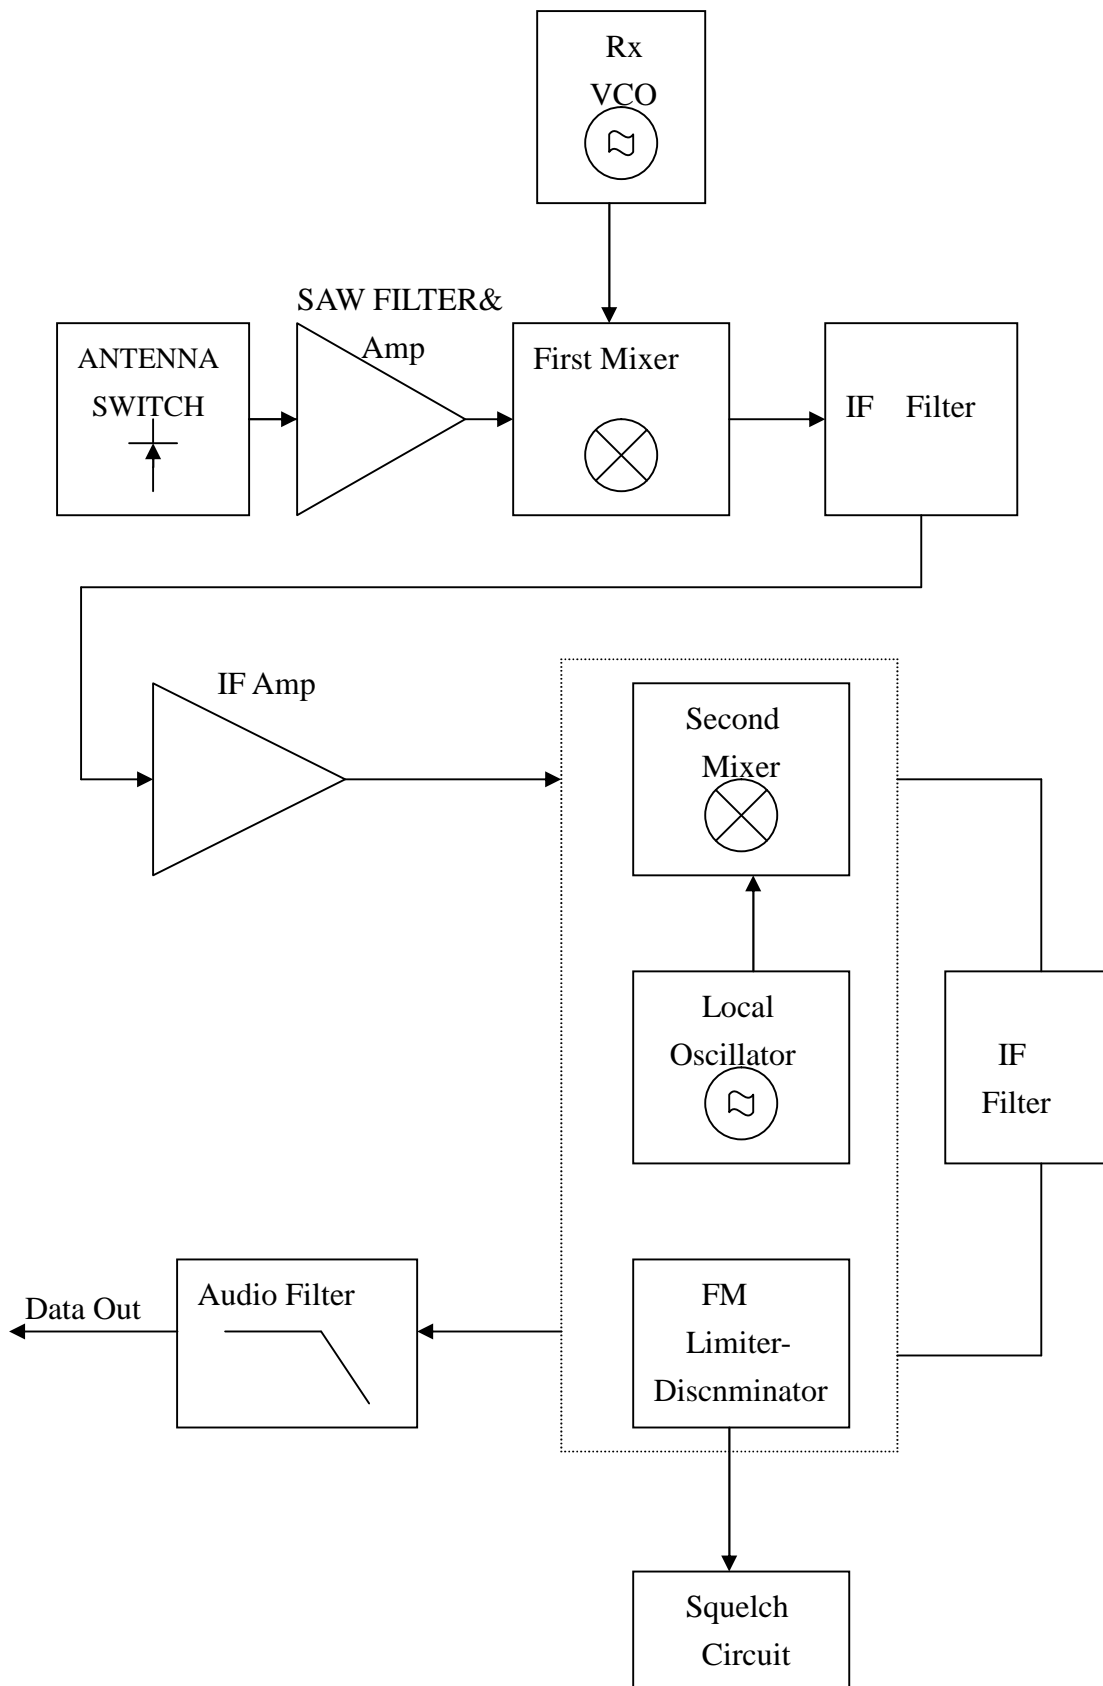 Rx
VCO
SAW FILTER&
Amp
ANTENNA
SWITCH
First Mixer
IF Filter
IF Amp
Second
Mixer
Local
Oscillator
IF
Filter
Data Out
Audio Filter
FM
Limiter-
Discnminator
Squelch
Circuit